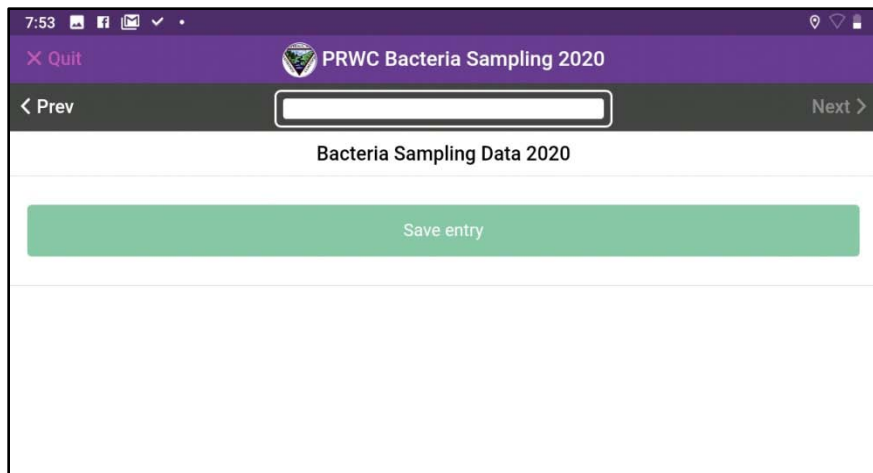 7:53
Quit
PRWC Bacteria Sampling 2020
Prev
Next
Bacteria Sampling Data 2020
Save entry